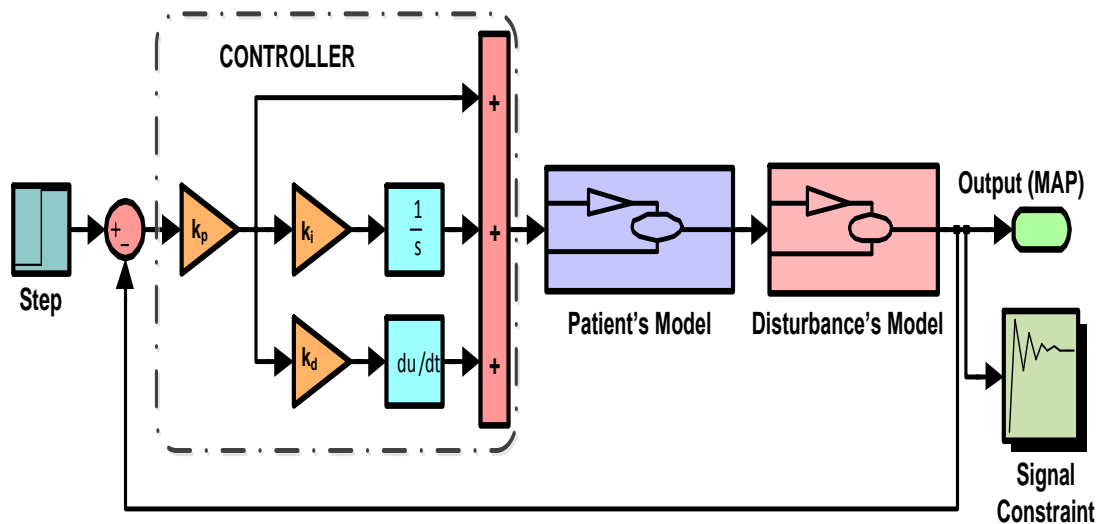 CONTROLLER
+
Step
+
−
kp
ki
1
s
+
kd
du/dt
+
Patient's Model
Disturbance's Model
Output (MAP)
Signal
Constraint